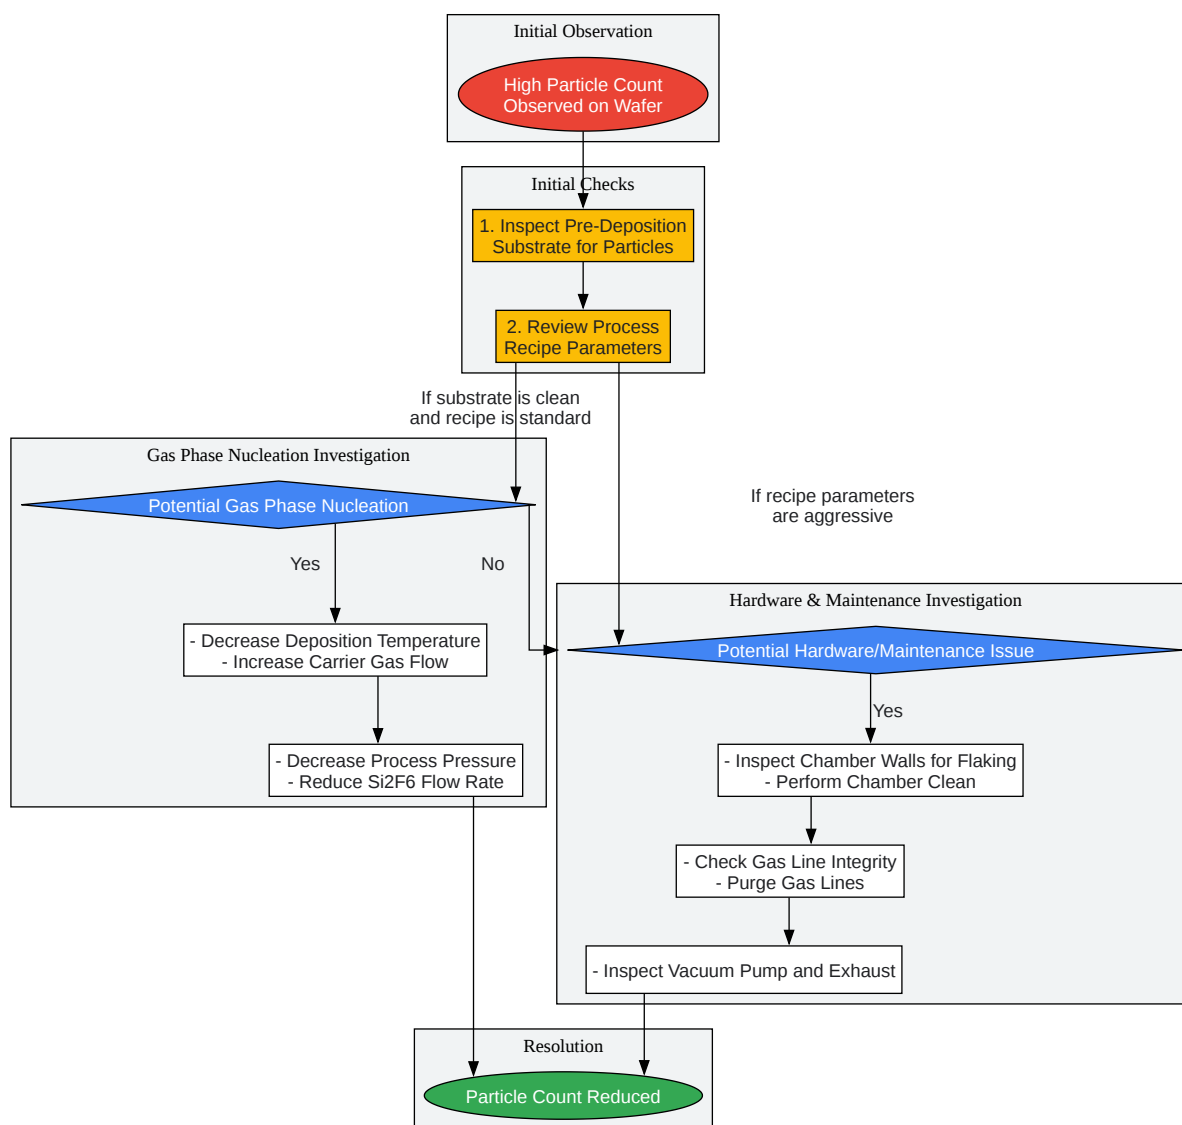 Initial Observation
High Particle Count
Observed on Wafer
Initial Checks
1. Inspect Pre-Deposition
Substrate for Particles
2. Review Process
Recipe Parameters
If substrate is clean
and recipe is standard
Gas Phase Nucleation Investigation
Potential Gas Phase Nucleation
If recipe parameters
are aggressive
Yes
No
Hardware & Maintenance Investigation
- Decrease Deposition Temperature
- Increase Carrier Gas Flow
Potential Hardware/Maintenance Issue
Yes
- Decrease Process Pressure
- Reduce Si2F6 Flow Rate
- Inspect Chamber Walls for Flaking
- Perform Chamber Clean
- Check Gas Line Integrity
- Purge Gas Lines
- Inspect Vacuum Pump and Exhaust
Resolution
Particle Count Reduced